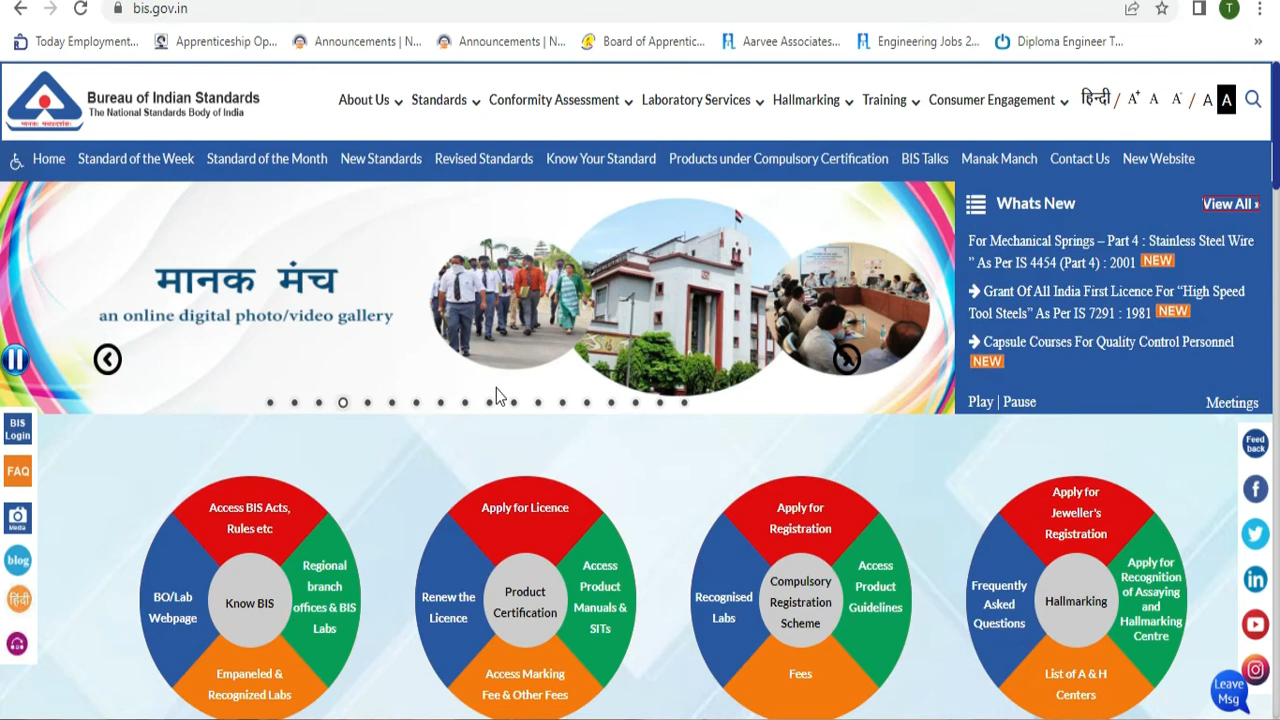 bis.gov.in
T
Today Employment... Apprenticeship Op... Announcements | N... Announcements | N... Board of Apprentic... Aarvee Associates... Engineering Jobs 2... Diploma Engineer T... »
Bureau of Indian Standards
The National Standards Body of India
About Us Standards Conformity Assessment Laboratory Services Hallmarking Training Consumer Engagement हिन्दी / A+ A A- / A A
Home Standard of the Week Standard of the Month New Standards Revised Standards Know Your Standard Products under Compulsory Certification BIS Talks Manak Manch Contact Us New Website
मानक मंच
an online digital photo/video gallery
Whats New
View All »
For Mechanical Springs – Part 4 : Stainless Steel Wire
” As Per IS 4454 (Part 4) : 2001 NEW
Grant Of All India First Licence For “High Speed
Tool Steels” As Per IS 7291 : 1981 NEW
Capsule Courses For Quality Control Personnel
NEW
Play | Pause
Meetings
BIS
Login
FAQ
Media
blog
हिंदी
Access BIS Acts,
Rules etc
Regional
branch
offices & BIS
Labs
BO/Lab
Webpage
Know BIS
Empaneled &
Recognized Labs
Apply for Licence
Access
Product
Manuals &
SITs
Renew the
Licence
Product
Certification
Access Marking
Fee & Other Fees
Apply for
Registration
Access
Product
Guidelines
Recognised
Labs
Compulsory
Registration
Scheme
Fees
Apply for
Jeweller's
Registration
Apply for
Recognition
of Assaying
and
Hallmarking
Centre
Frequently
Asked
Questions
Hallmarking
List of A & H
Centers
Feed
back
Leave
Msg